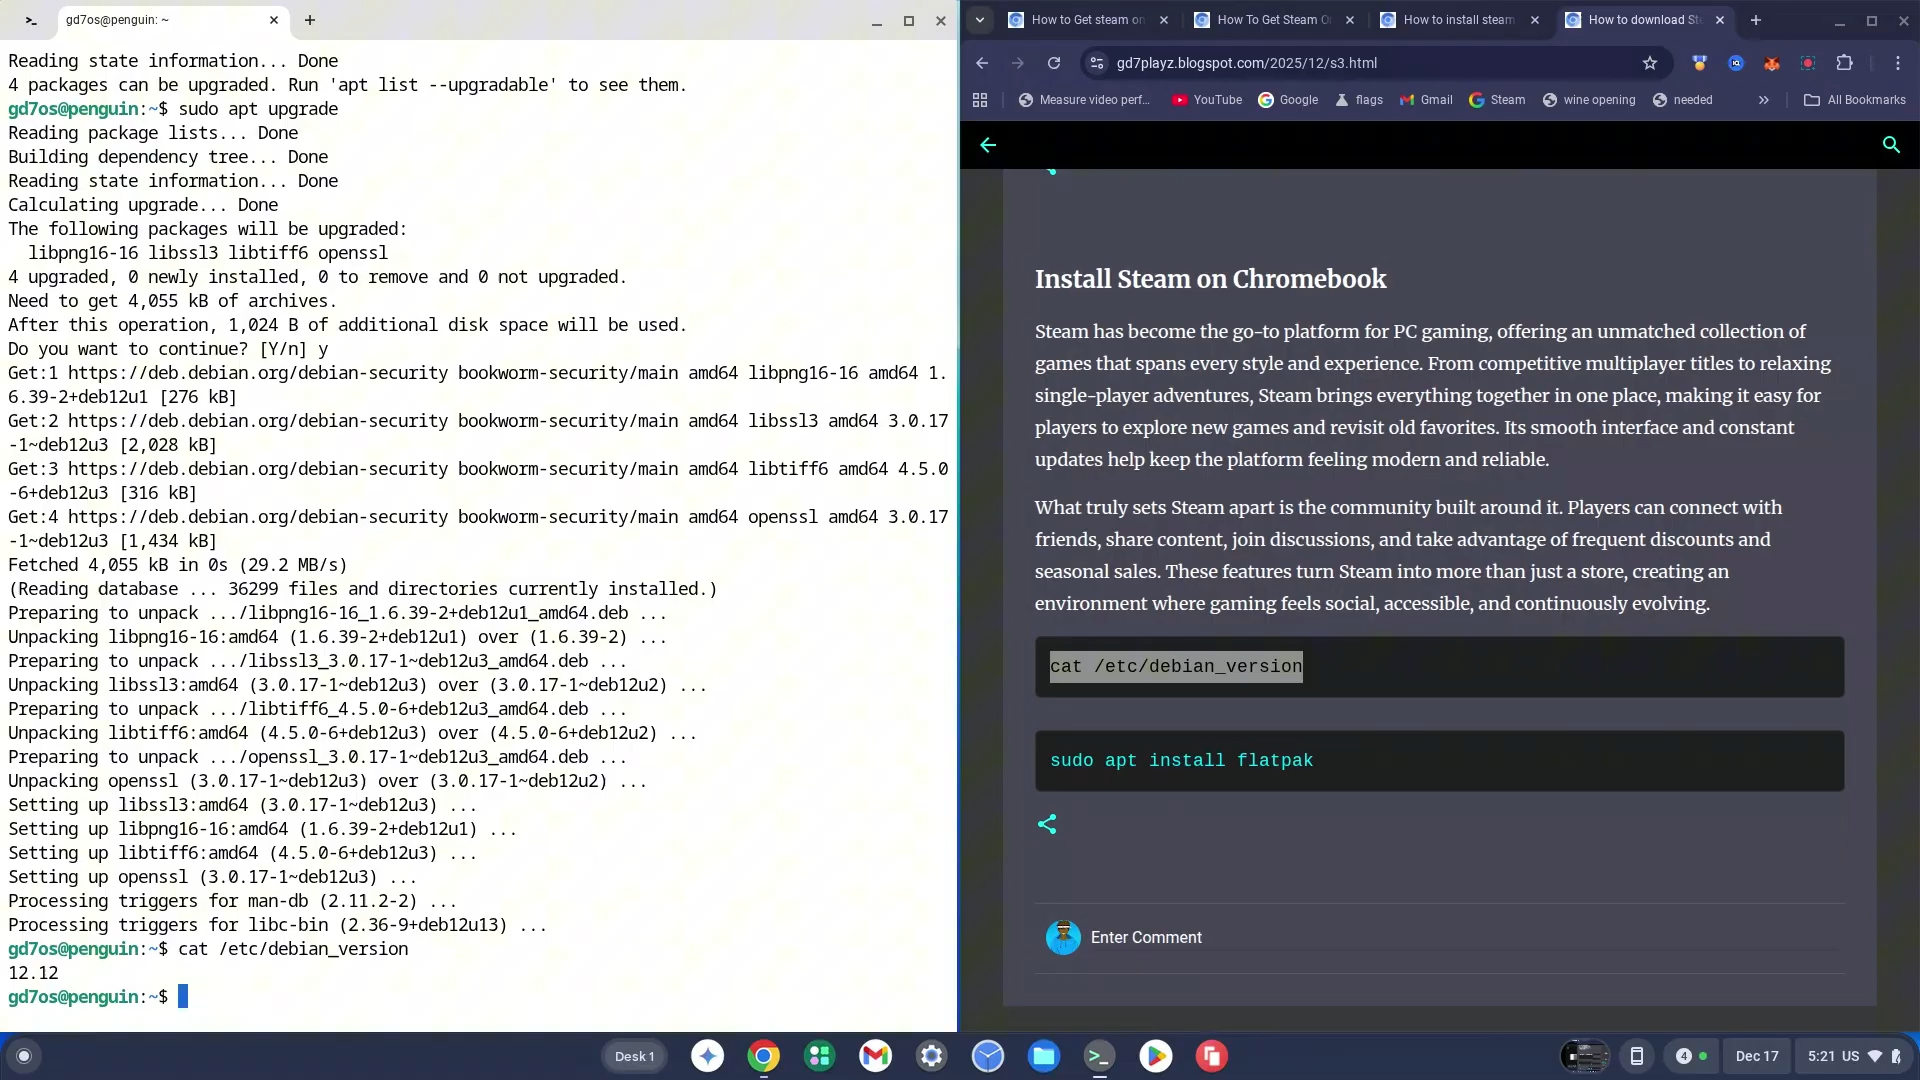 gd7os@penguin: ~
Reading state information... Done
4 packages can be upgraded. Run 'apt list --upgradable' to see them.
gd7os@penguin:~$ sudo apt upgrade
Reading package lists... Done
Building dependency tree... Done
Reading state information... Done
Calculating upgrade... Done
The following packages will be upgraded:
libpng16-16 libssl3 libtiff6 openssl
4 upgraded, 0 newly installed, 0 to remove and 0 not upgraded.
Need to get 4,055 kB of archives.
After this operation, 1,024 B of additional disk space will be used.
Do you want to continue? [Y/n] y
Get:1 https://deb.debian.org/debian-security bookworm-security/main amd64 libpng16-16 amd64 1.
6.39-2+deb12u1 [276 kB]
Get:2 https://deb.debian.org/debian-security bookworm-security/main amd64 libssl3 amd64 3.0.17
-1~deb12u3 [2,028 kB]
Get:3 https://deb.debian.org/debian-security bookworm-security/main amd64 libtiff6 amd64 4.5.0
-6+deb12u3 [316 kB]
Get:4 https://deb.debian.org/debian-security bookworm-security/main amd64 openssl amd64 3.0.17
-1~deb12u3 [1,434 kB]
Fetched 4,055 kB in 0s (29.2 MB/s)
(Reading database ... 36299 files and directories currently installed.)
Preparing to unpack .../libpng16-16_1.6.39-2+deb12u1_amd64.deb ...
Unpacking libpng16-16:amd64 (1.6.39-2+deb12u1) over (1.6.39-2) ...
Preparing to unpack .../libssl3_3.0.17-1~deb12u3_amd64.deb ...
Unpacking libssl3:amd64 (3.0.17-1~deb12u3) over (3.0.17-1~deb12u2) ...
Preparing to unpack .../libtiff6_4.5.0-6+deb12u3_amd64.deb ...
Unpacking libtiff6:amd64 (4.5.0-6+deb12u3) over (4.5.0-6+deb12u2) ...
Preparing to unpack .../openssl_3.0.17-1~deb12u3_amd64.deb ...
Unpacking openssl (3.0.17-1~deb12u3) over (3.0.17-1~deb12u2) ...
Setting up libssl3:amd64 (3.0.17-1~deb12u3) ...
Setting up libpng16-16:amd64 (1.6.39-2+deb12u1) ...
Setting up libtiff6:amd64 (4.5.0-6+deb12u3) ...
Setting up openssl (3.0.17-1~deb12u3) ...
Processing triggers for man-db (2.11.2-2) ...
Processing triggers for libc-bin (2.36-9+deb12u13) ...
gd7os@penguin:~$ cat /etc/debian_version
12.12
gd7os@penguin:~$
How to Get steam on
How To Get Steam O
How to install steam
How to download St
gd7playz.blogspot.com/2025/12/s3.html
Measure video perf...
YouTube
Google
flags
Gmail
Steam
wine opening
needed
All Bookmarks
Install Steam on Chromebook
Steam has become the go-to platform for PC gaming, offering an unmatched collection of
games that spans every style and experience. From competitive multiplayer titles to relaxing
single-player adventures, Steam brings everything together in one place, making it easy for
players to explore new games and revisit old favorites. Its smooth interface and constant
updates help keep the platform feeling modern and reliable.
What truly sets Steam apart is the community built around it. Players can connect with
friends, share content, join discussions, and take advantage of frequent discounts and
seasonal sales. These features turn Steam into more than just a store, creating an
environment where gaming feels social, accessible, and continuously evolving.
cat /etc/debian_version
sudo apt install flatpak
Enter Comment
Desk 1
4
Dec 17
5:21 US